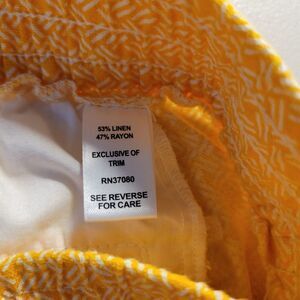 53% LINEN
47% RAYON
EXCLUSIVE OF
TRIM
RN37080
SEE REVERSE
FOR CARE